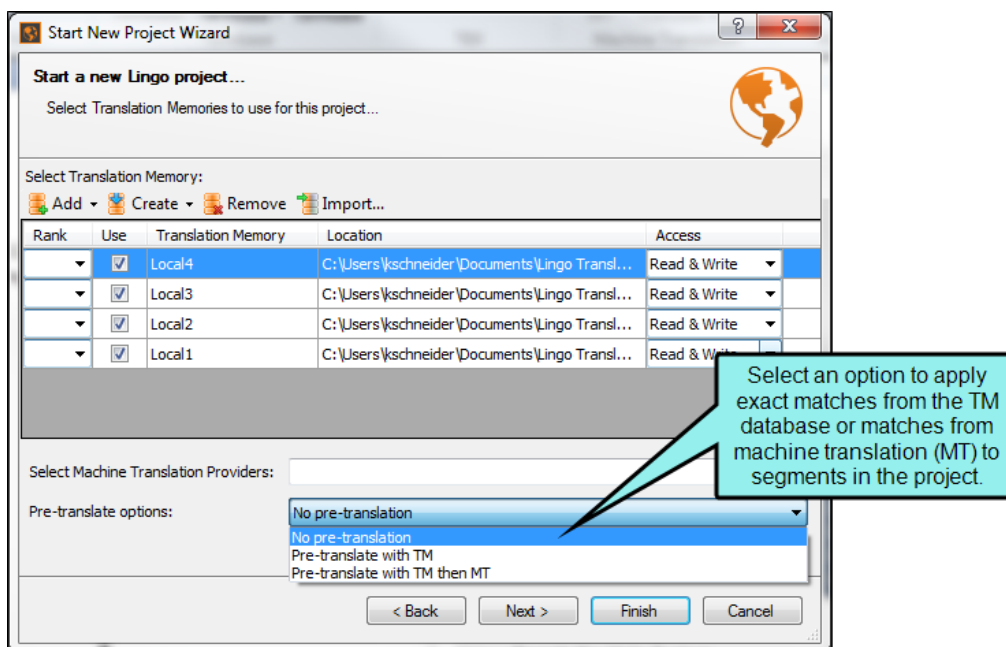 Start New Project Wizard
Start a new Lingo project...
Select Translation Memories to use for this project...
Select Translation Memory:
Add Create Remove Import...
Rank Use Translation Memory Location Access
Local4 C:\Users\kschneider\Documents\Lingo Transl... Read & Write
Local3 C:\Users\kschneider\Documents\Lingo Transl... Read & Write
Local2 C:\Users\kschneider\Documents\Lingo Transl... Read & Write
Local1 C:\Users\kschneider\Documents\Lingo Transl... Read & Write
Select an option to apply
exact matches from the TM
database or matches from
machine translation (MT) to
segments in the project.
Select Machine Translation Providers:
Pre-translate options: No pre-translation
No pre-translation
Pre-translate with TM
Pre-translate with TM then MT
< Back Next > Finish Cancel